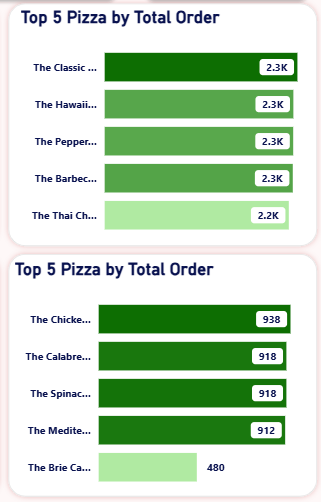 Top 5 Pizza by Total Order
The Classic ... 2.3K
The Hawaii... 2.3K
The Pepper... 2.3K
The Barbec... 2.3K
The Thai Ch... 2.2K
Top 5 Pizza by Total Order
The Chicke... 938
The Calabre... 918
The Spinac... 918
The Medite... 912
The Brie Ca... 480